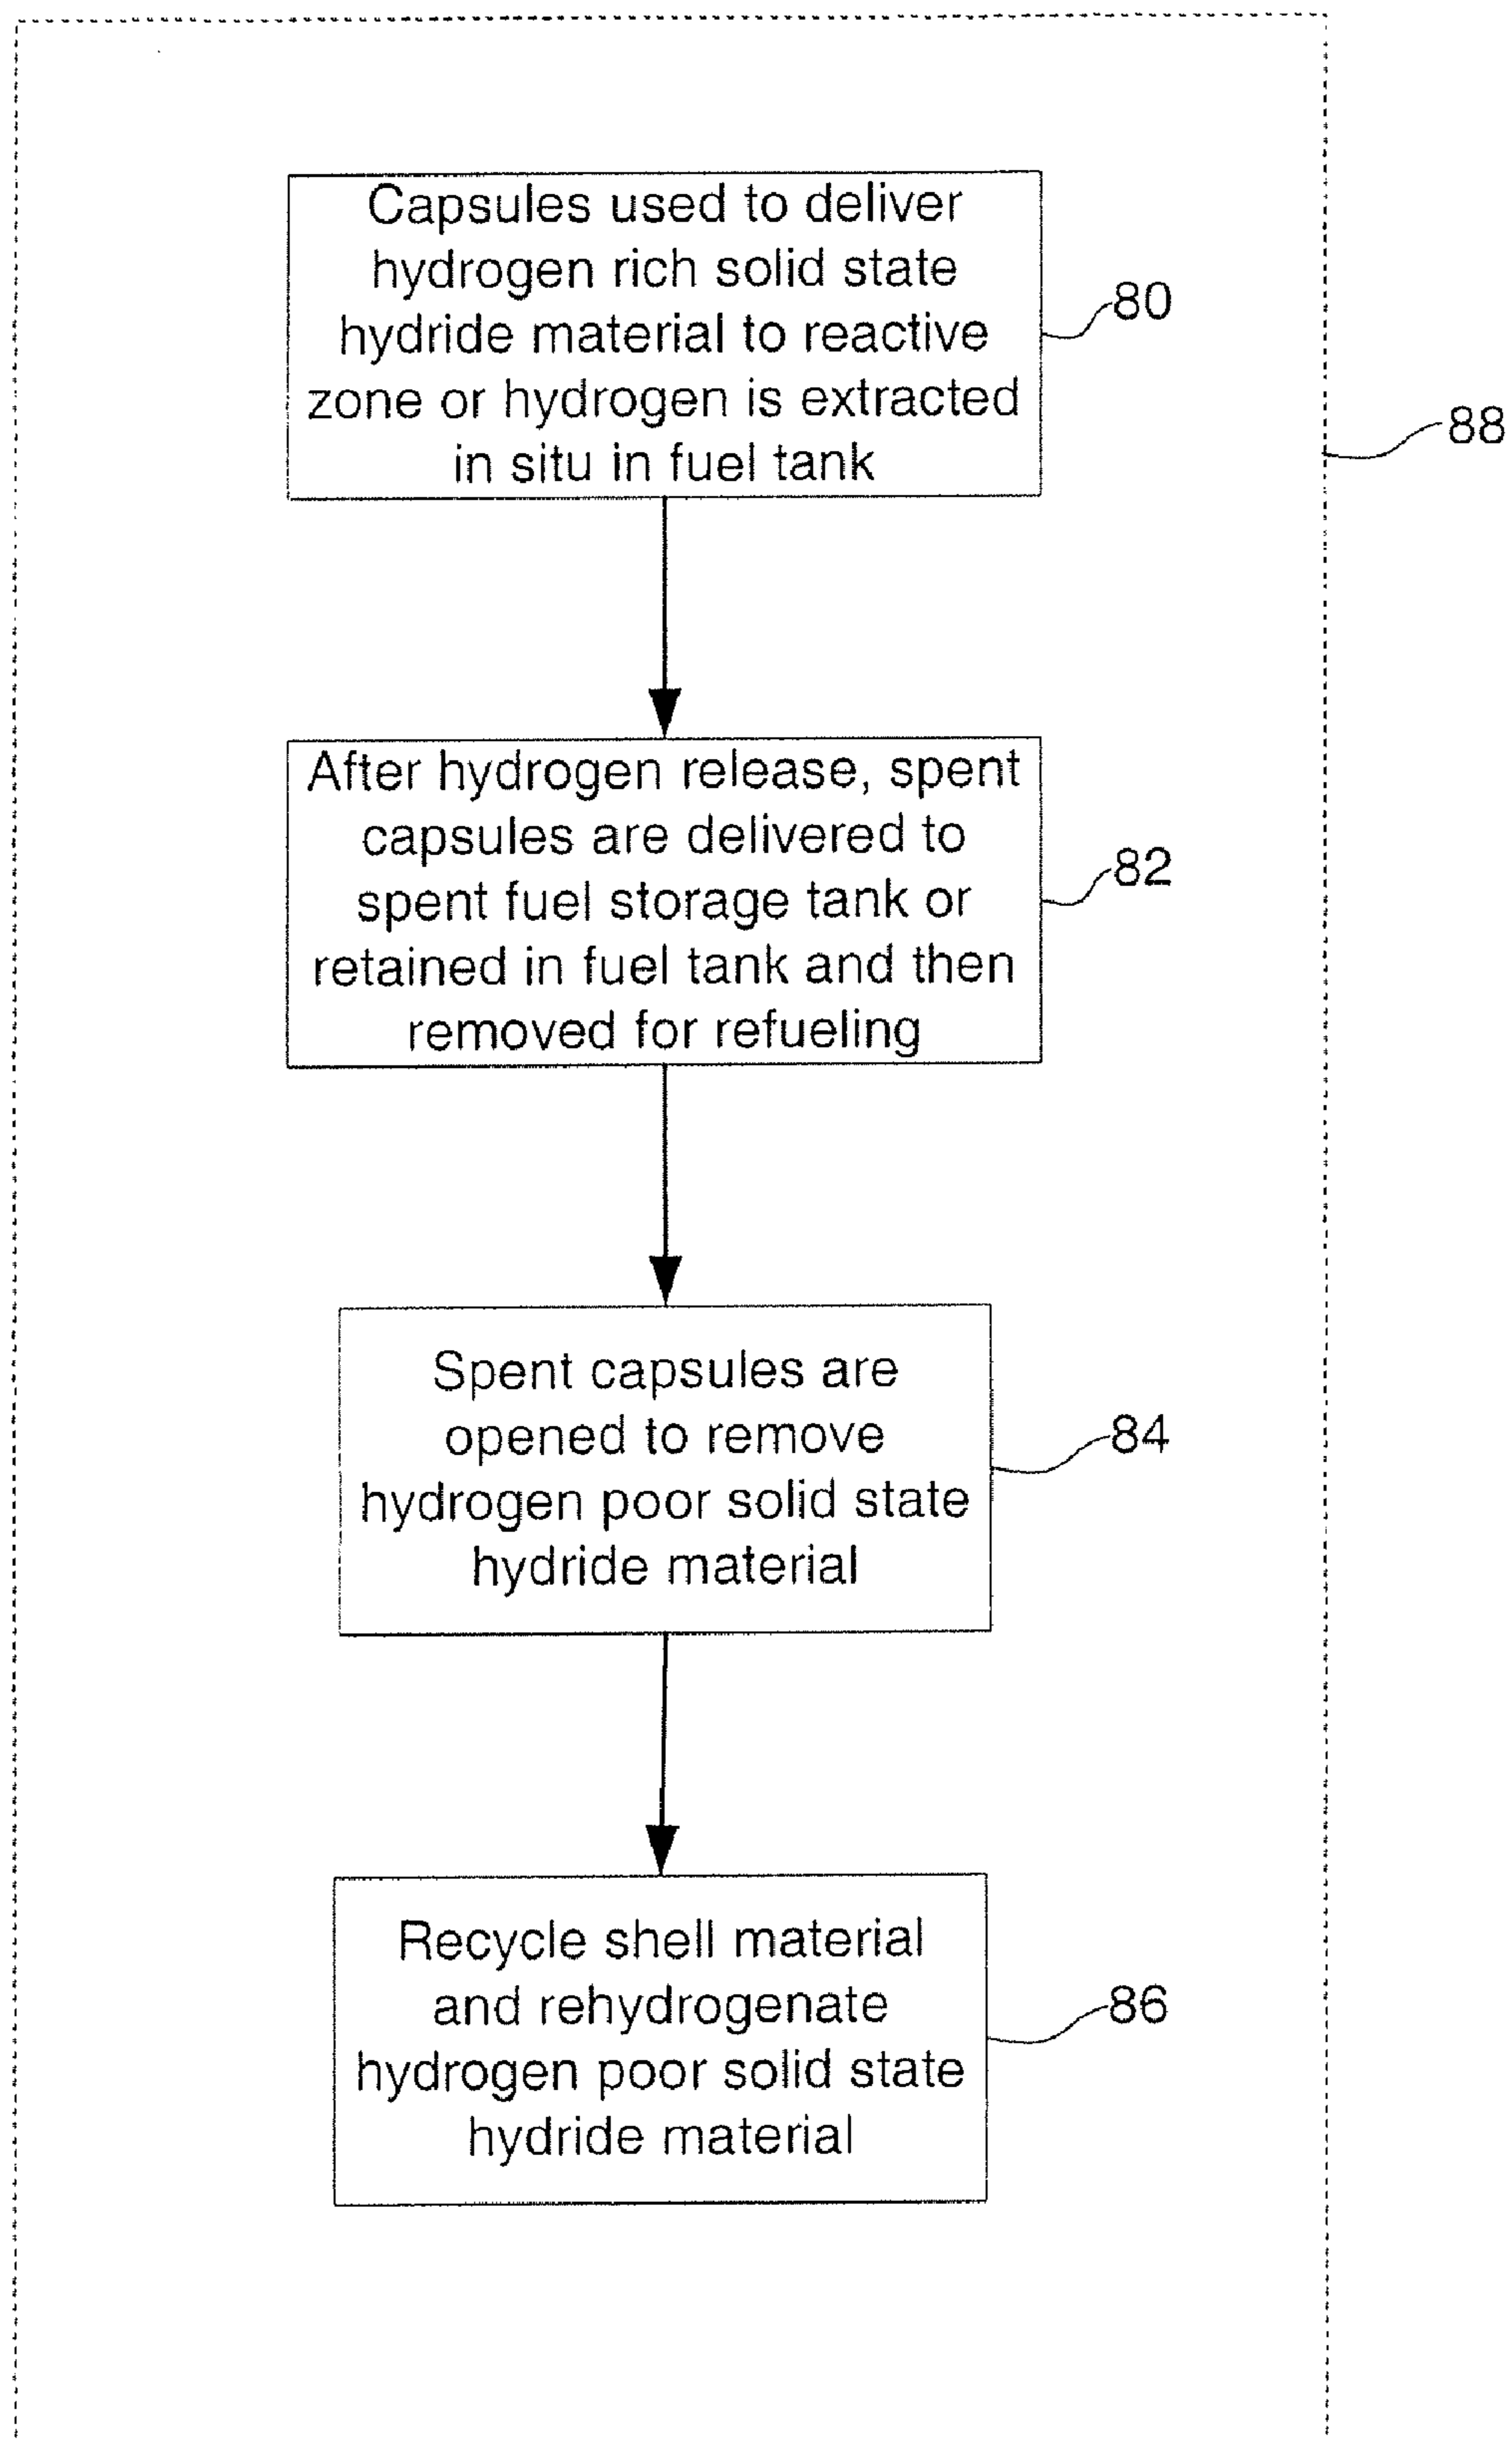 Capsules used to deliver
hydrogen rich solid state
hydride material to reactive
zone or hydrogen is extracted
in situ in fuel tank
80
88
After hydrogen release, spent
capsules are delivered to
spent fuel storage tank or
retained in fuel tank and then
removed for refueling
82
Spent capsules are
opened to remove
hydrogen poor solid state
hydride material
84
Recycle shell material
and rehydrogenate
hydrogen poor solid state
hydride material
86